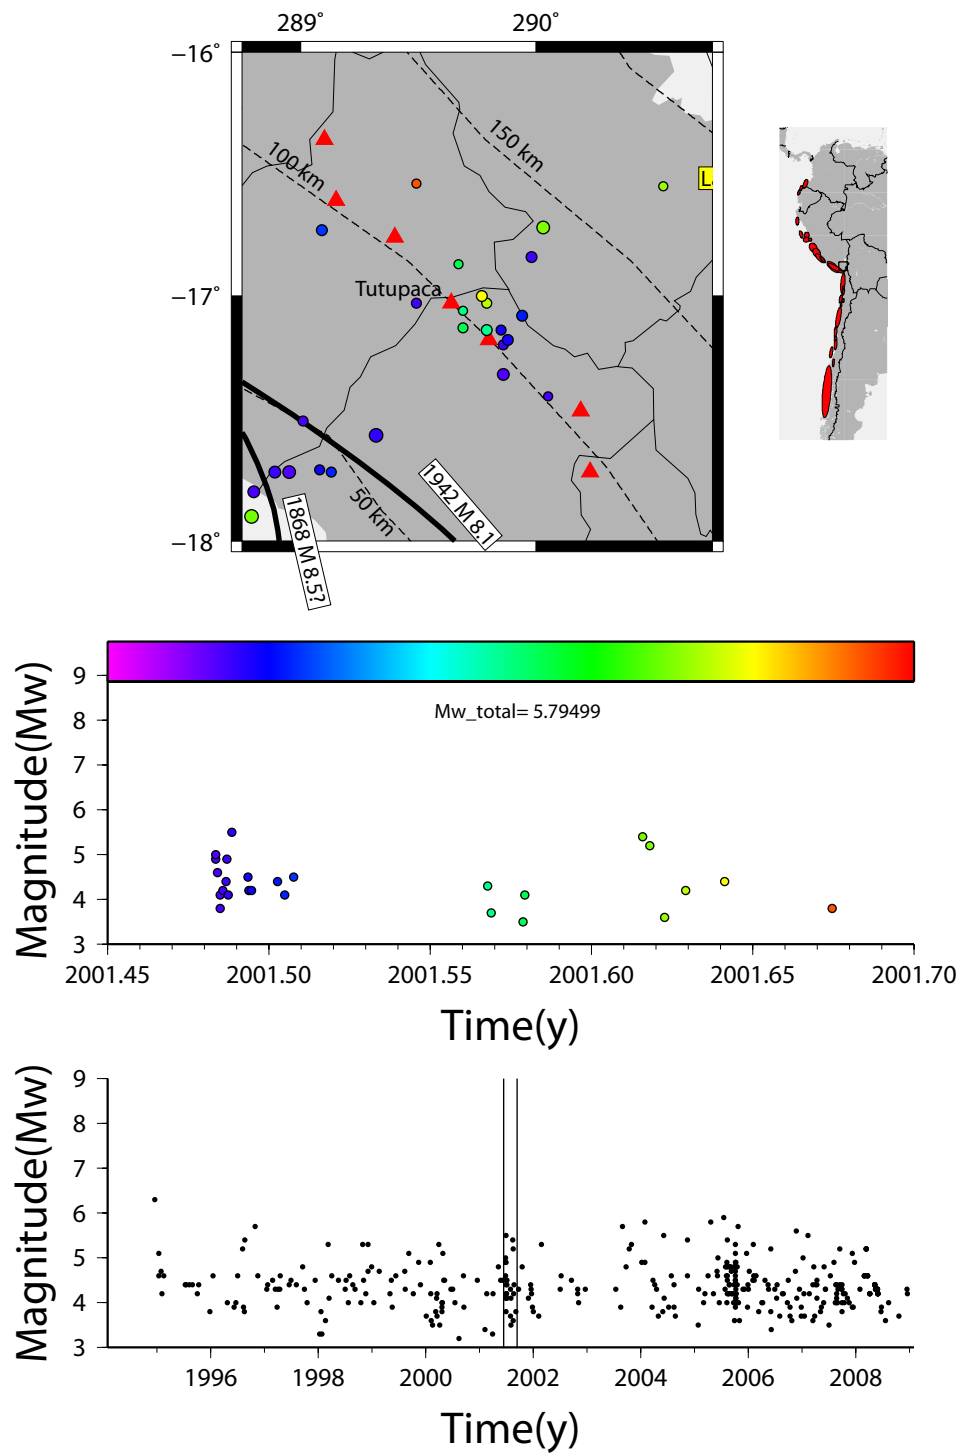 289° 290°
−16°
150 km
100 km
La
−17°
Tutupaca
50 km
1942 M 8.1
1868 M 8.5?
−18°
Magnitude(Mw)
9
8
7
6
5
4
3
Mw_total= 5.79499
2001.45 2001.50 2001.55 2001.60 2001.65 2001.70
Time(y)
Magnitude(Mw)
9
8
7
6
5
4
3
1996 1998 2000 2002 2004 2006 2008
Time(y)